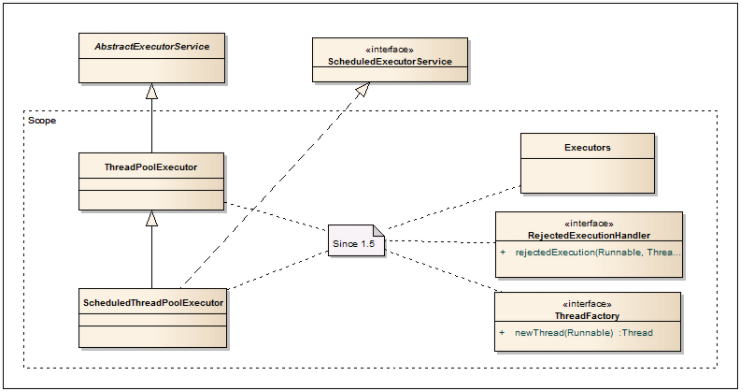 AbstractExecutorService
«interface»
ScheduledExecutorService
Scope
ThreadPoolExecutor
Executors
«interface»
RejectedExecutionHandler
+ rejectedExecution(Runnable, Threa...
Since 1.5
ScheduledThreadPoolExecutor
«interface»
ThreadFactory
+ newThread(Runnable) :Thread